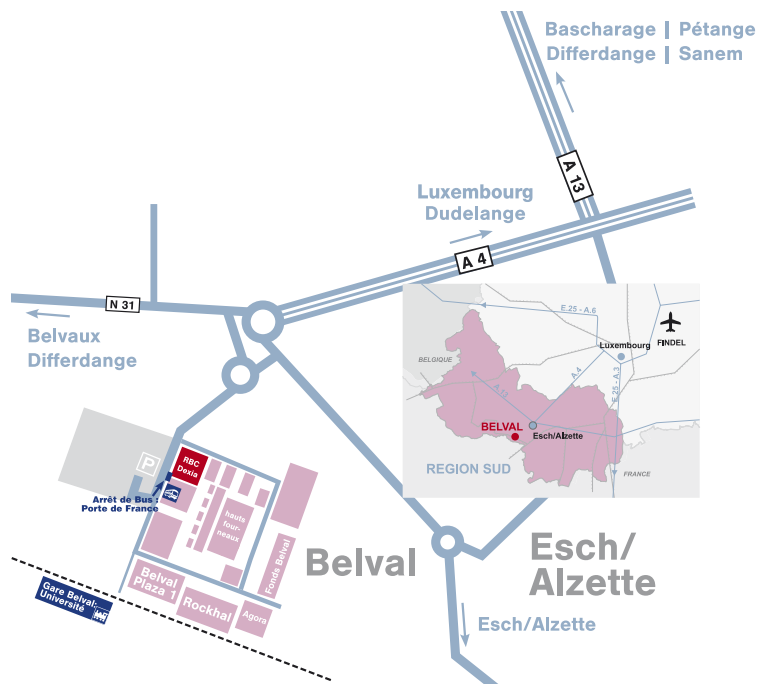 Bascharage | Pétange
Differdange | Sanem
A 13
Luxembourg
Dudelange
A 4
N 31
Belvaux
Differdange
E 25 - A.6
Luxembourg
FINDEL
BELGIQUE
A.4
A.13
E 25 - A.3
BELVAL
Esch/Alzette
REGION SUD
FRANCE
P
RBC
Dexia
Arrêt de Bus :
Porte de France
hauts
four-
neaux
Fonds Belval
Belval
Esch/
Alzette
Belval
Plaza 1
Rockhal
Agora
Gare Belval:
Université
Esch/Alzette